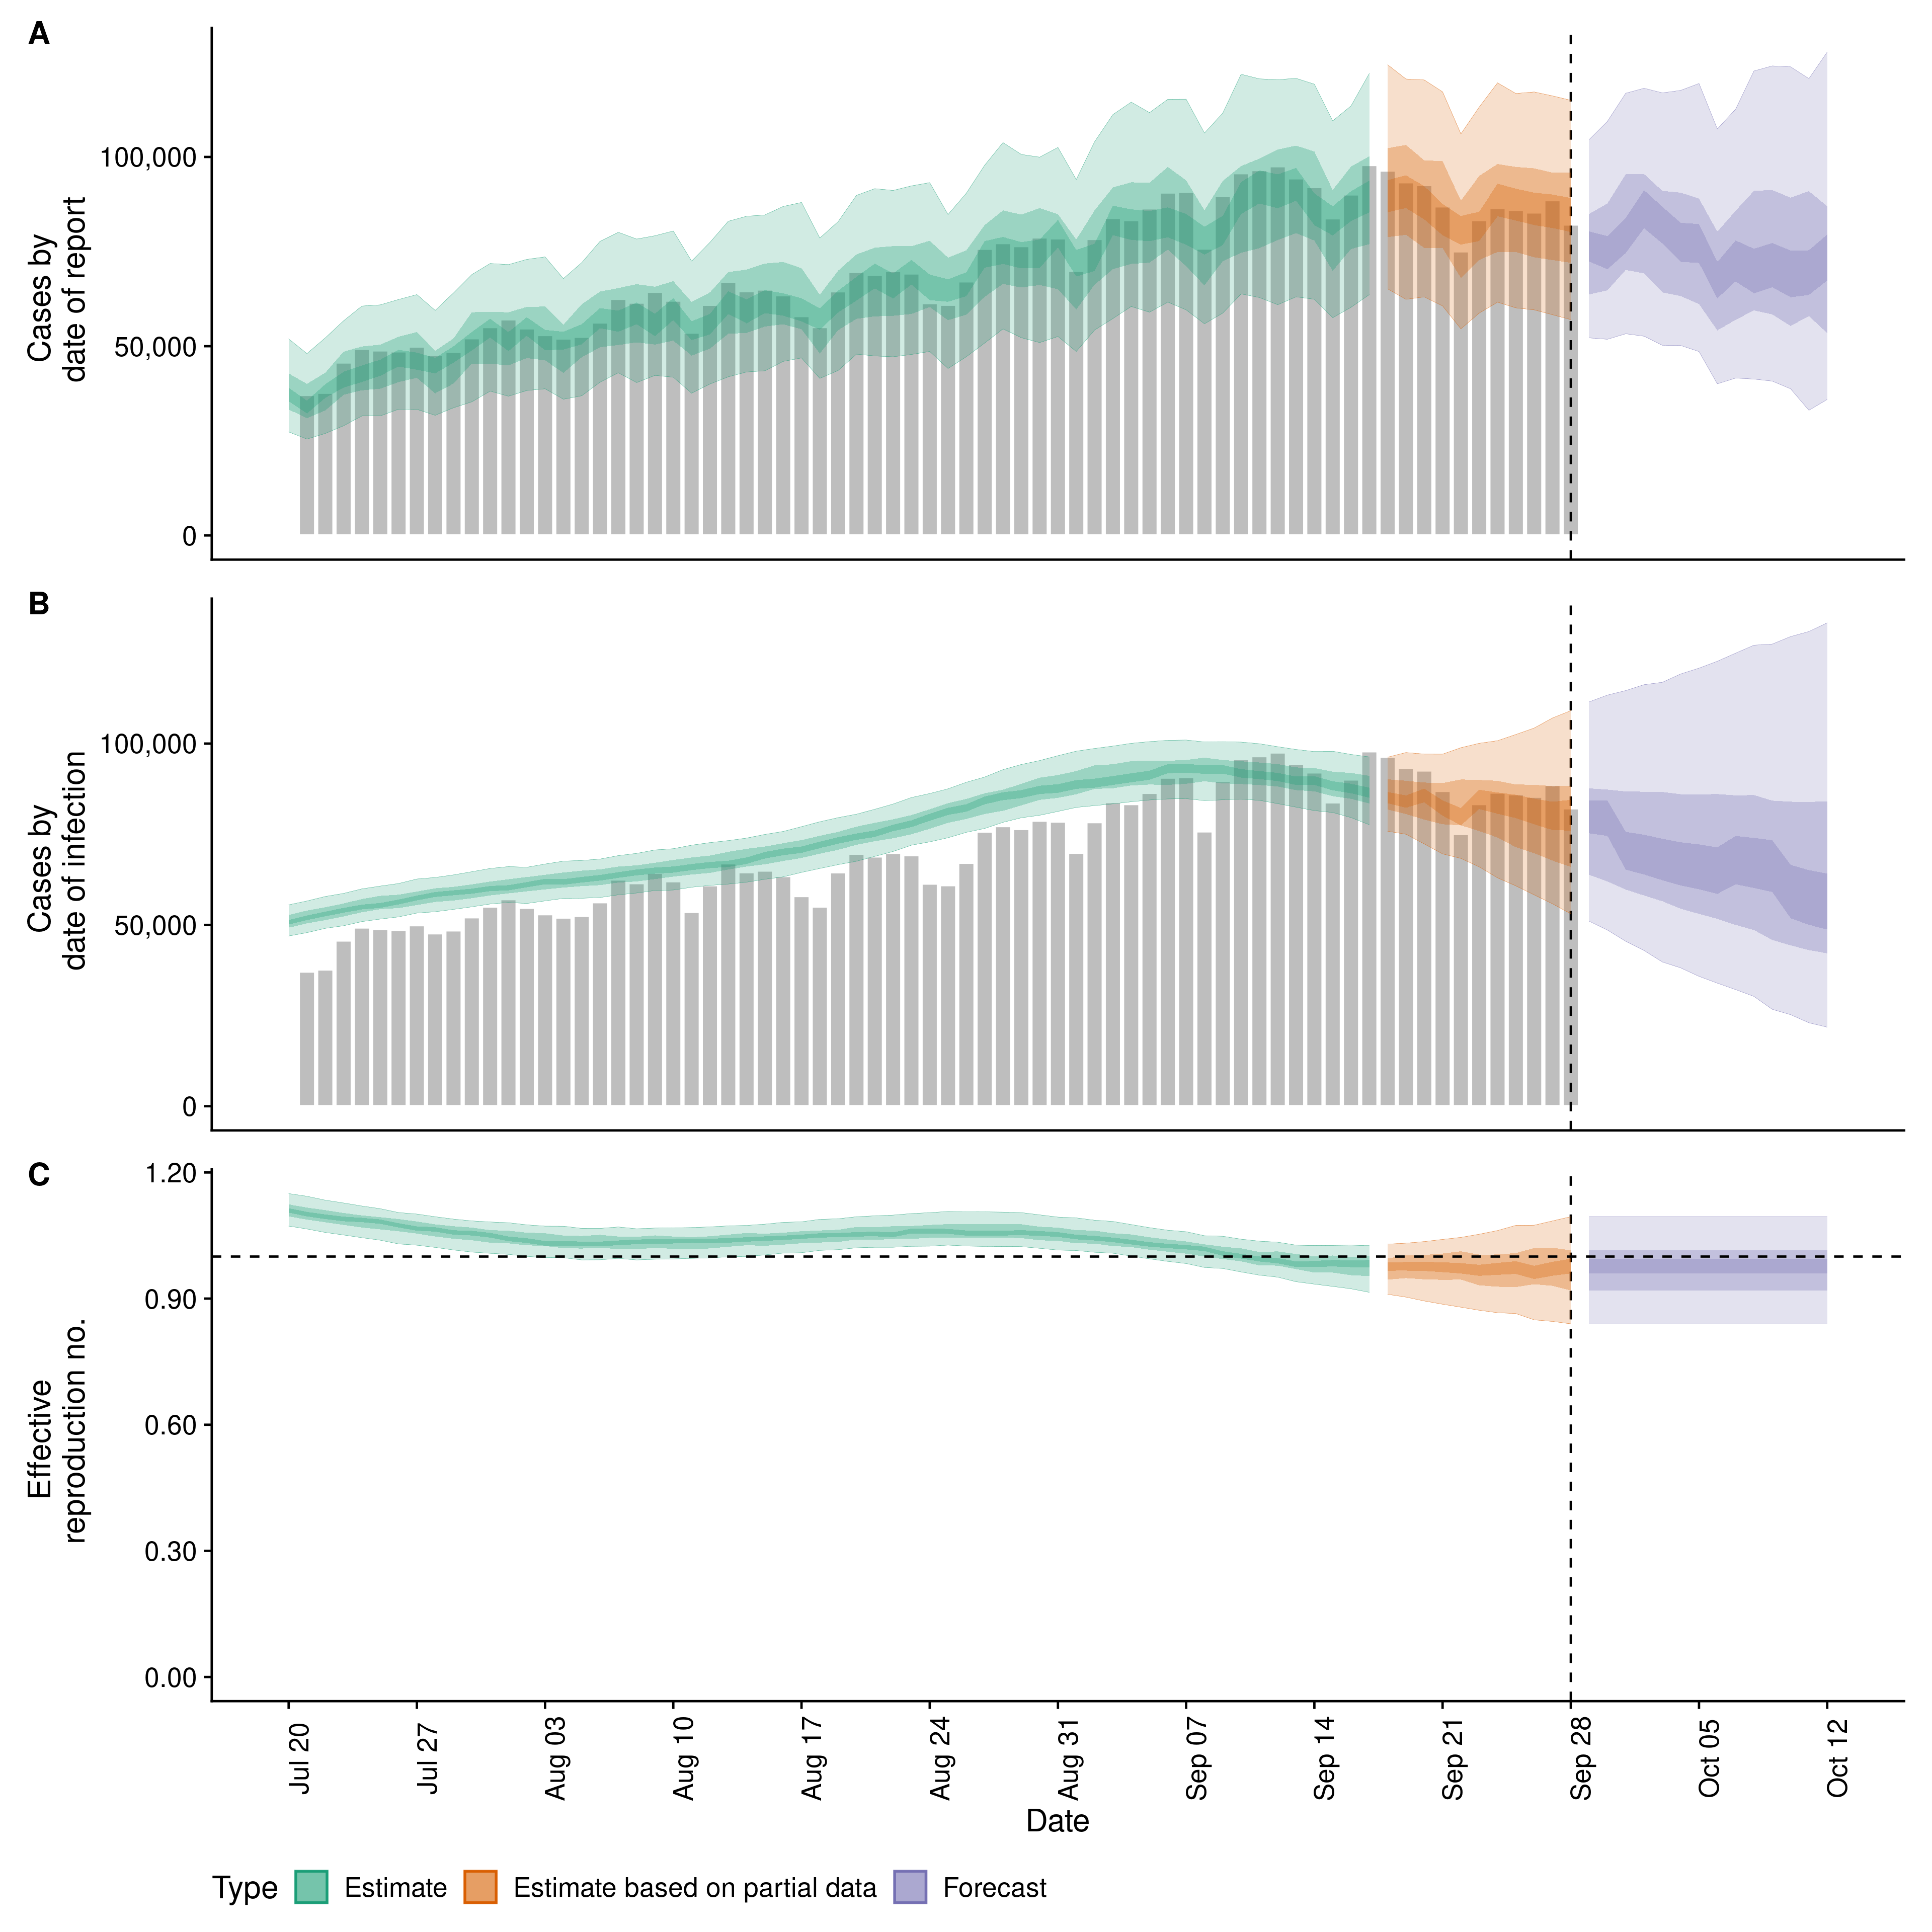 A
Cases by
date of report
100,000
50,000
0
B
Cases by
date of infection
100,000
50,000
0
C
Effective
reproduction no.
1.20
0.90
0.60
0.30
0.00
Jul 20
Jul 27
Aug 03
Aug 10
Aug 17
Aug 24
Aug 31
Sep 07
Sep 14
Sep 21
Sep 28
Oct 05
Oct 12
Date
Type Estimate Estimate based on partial data Forecast